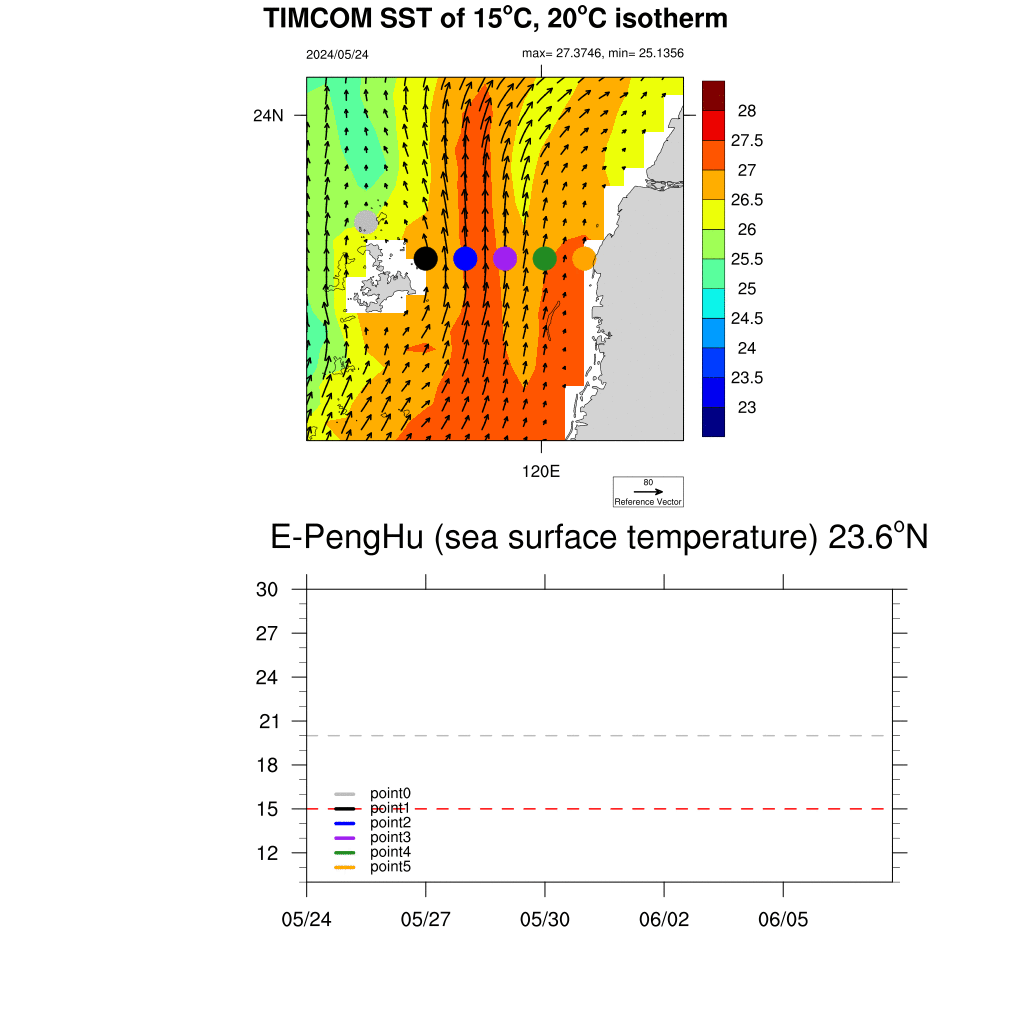 TIMCOM SST of 15°C, 20°C isotherm
2024/05/24
max= 27.3746, min= 25.1356
24N
120E
28
27.5
27
26.5
26
25.5
25
24.5
24
23.5
23
80
Reference Vector
E-PengHu (sea surface temperature) 23.6°N
30
27
24
21
18
15
12
point0
point1
point2
point3
point4
point5
05/24
05/27
05/30
06/02
06/05